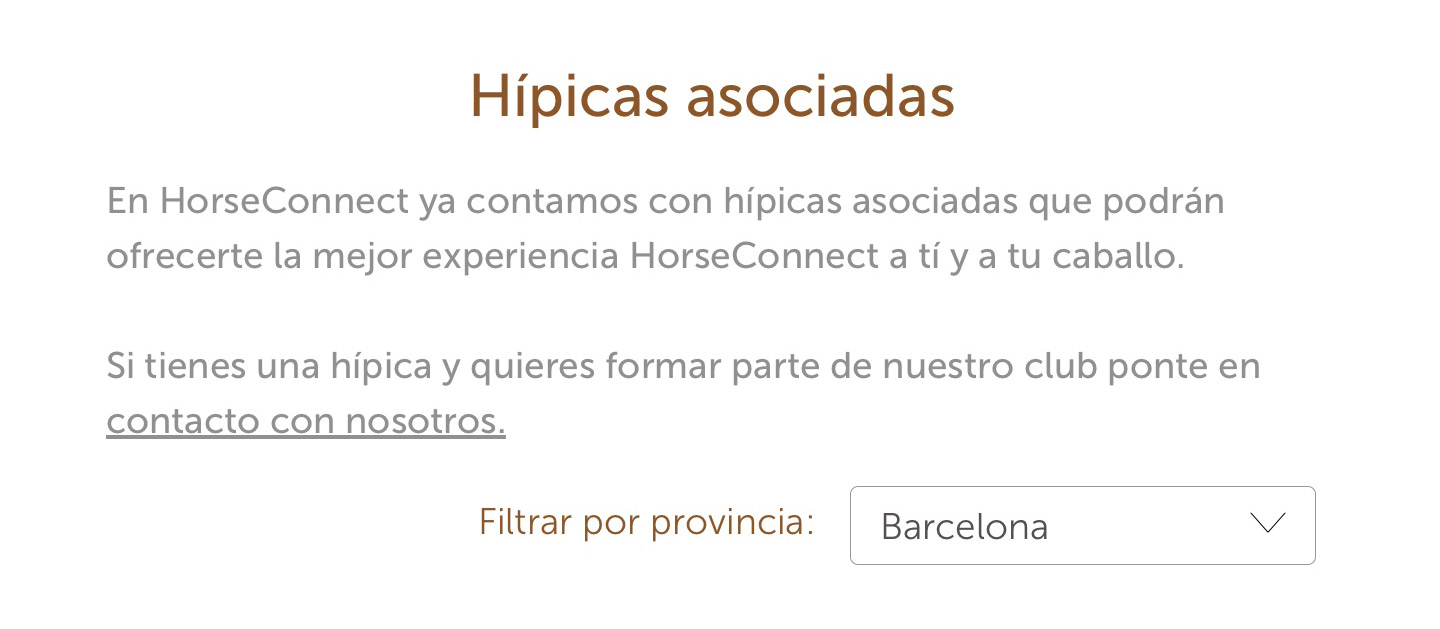 Hípicas asociadas
En HorseConnect ya contamos con hípicas asociadas que podrán
ofrecerte la mejor experiencia HorseConnect a tí y a tu caballo.
Si tienes una hípica y quieres formar parte de nuestro club ponte en
contacto con nosotros.
Filtrar por provincia: Barcelona